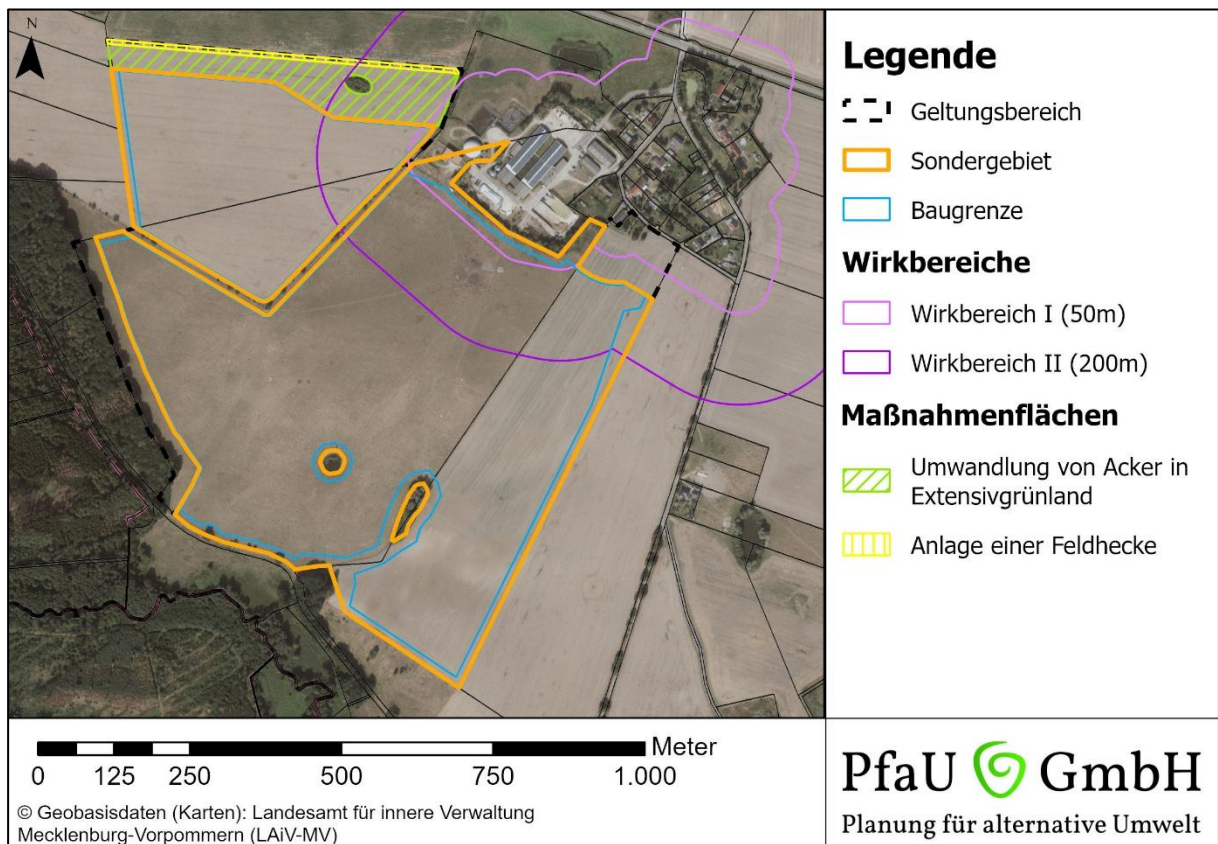 N
Legende
Geltungsbereich
Sondergebiet
Baugrenze
Wirkbereiche
Wirkbereich I (50m)
Wirkbereich II (200m)
Maßnahmenflächen
Umwandlung von Acker in
Extensivgrünland
Anlage einer Feldhecke
Meter
0 125 250 500 750 1.000
© Geobasisdaten (Karten): Landesamt für innere Verwaltung
Mecklenburg-Vorpommern (LAiV-MV)
PfaU GmbH
Planung für alternative Umwelt